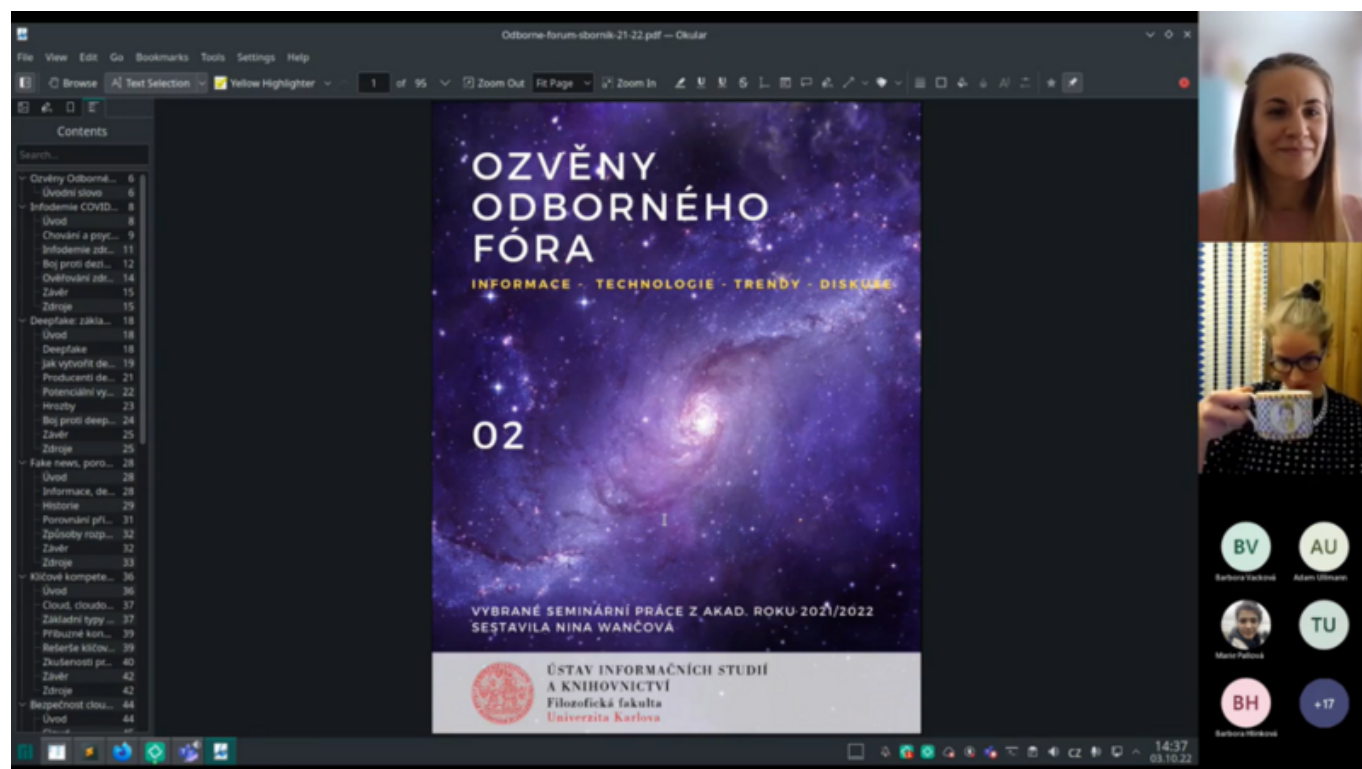 Odborne-forum-sbornik-21-22.pdf — Okular
File View Edit Go Bookmarks Tools Settings Help
Browse Text Selection Yellow Highlighter 1 of 95 Zoom Out Fit Page Zoom In
Contents
Search...
Ozvěny Odborné... 6
Úvodní slovo 6
Infodemie COVID... 8
Úvod 8
Chování a psyc... 9
Infodemie zdr... 11
Boj proti dezi... 12
Ověřování zdr... 14
Závěr 15
Zdroje 15
Deepfake: zákla... 18
Úvod 18
Deepfake 18
Jak vytvořit de... 19
Producenti de... 21
Potenciální vy... 22
Hrozby 23
Boj proti deep... 24
Závěr 25
Zdroje 25
Fake news, poro... 28
Úvod 28
Informace, de... 28
Historie 29
Porovnání pří... 31
Způsoby rozp... 32
Závěr 32
Zdroje 33
Klíčové kompete... 36
Úvod 36
Cloud, cloudo... 37
Základní typy ... 37
Příbuzné kon... 39
Rešerše klíčov... 39
Zkušenosti pr... 40
Závěr 42
Zdroje 42
Bezpečnost clou... 44
Úvod 44
OZVĚNY
ODBORNÉHO
FÓRA
INFORMACE - TECHNOLOGIE - TRENDY - DISKUSE
02
VYBRANÉ SEMINÁRNÍ PRÁCE Z AKAD. ROKU 2021/2022
SESTAVILA NINA WANČOVÁ
ÚSTAV INFORMAČNÍCH STUDIÍ
A KNIHOVNICTVÍ
Filozofická fakulta
Univerzita Karlova
BV
Barbora Vacková
AU
Adam Ullmann
Marie Pallová
TU
BH
Barbora Hlinková
+17
CZ
14:37
03.10.22